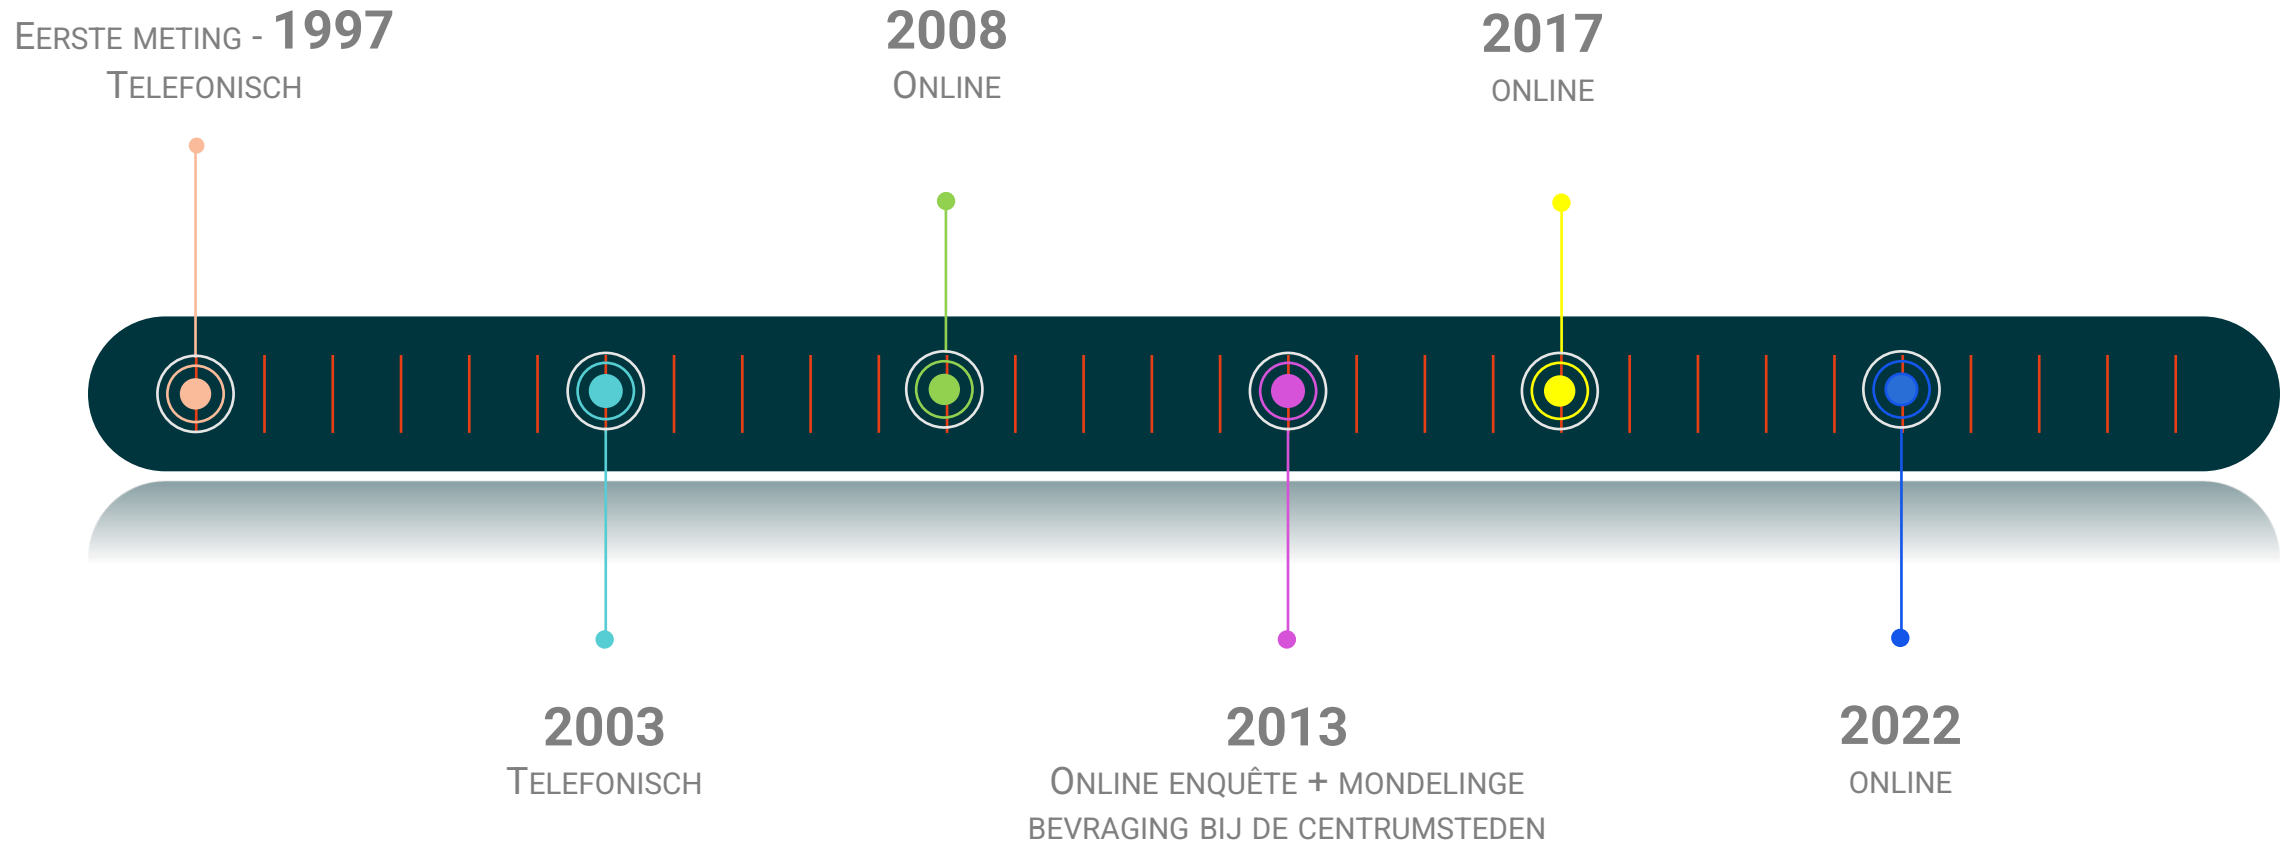 Eerste meting - 1997
Telefonisch
2008
Online
2017
online
2003
Telefonisch
2013
Online enquête + mondelinge
bevraging bij de centrumsteden
2022
online